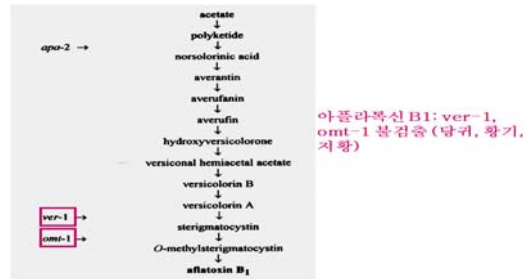 acetate
polyketide
apa-2
norsolorinic acid
averantin
averufanin
averufin
hydroxyversicolorone
versiconal hemiacetal acetate
versicolorin B
versicolorin A
ver-1
sterigmatocystin
omt-1
O-methylsterigmatocystin
aflatoxin B1
아플라톡신 B1: ver-1,
omt-1 불검출 (당귀, 황기,
지황)